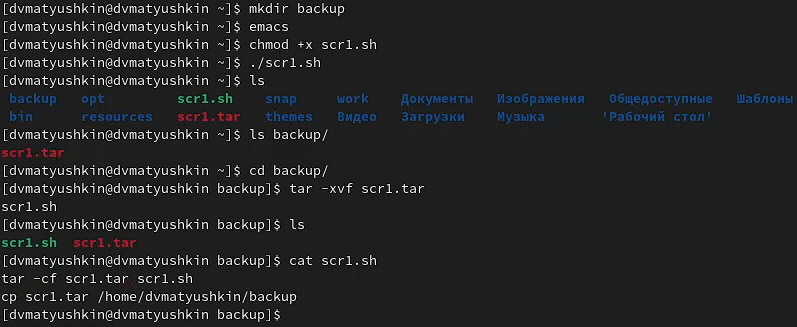 [dvmatyushkin@dvmatyushkin ~]$ mkdir backup
[dvmatyushkin@dvmatyushkin ~]$ emacs
[dvmatyushkin@dvmatyushkin ~]$ chmod +x scr1.sh
[dvmatyushkin@dvmatyushkin ~]$ ./scr1.sh
[dvmatyushkin@dvmatyushkin ~]$ ls
backup opt scr1.sh snap work Документы Изображения Общедоступные Шаблоны
bin resources scr1.tar themes Видео Загрузки Музыка 'Рабочий стол'
[dvmatyushkin@dvmatyushkin ~]$ ls backup/
scr1.tar
[dvmatyushkin@dvmatyushkin ~]$ cd backup/
[dvmatyushkin@dvmatyushkin backup]$ tar -xvf scr1.tar
scr1.sh
[dvmatyushkin@dvmatyushkin backup]$ ls
scr1.sh scr1.tar
[dvmatyushkin@dvmatyushkin backup]$ cat scr1.sh
tar -cf scr1.tar scr1.sh
cp scr1.tar /home/dvmatyushkin/backup
[dvmatyushkin@dvmatyushkin backup]$